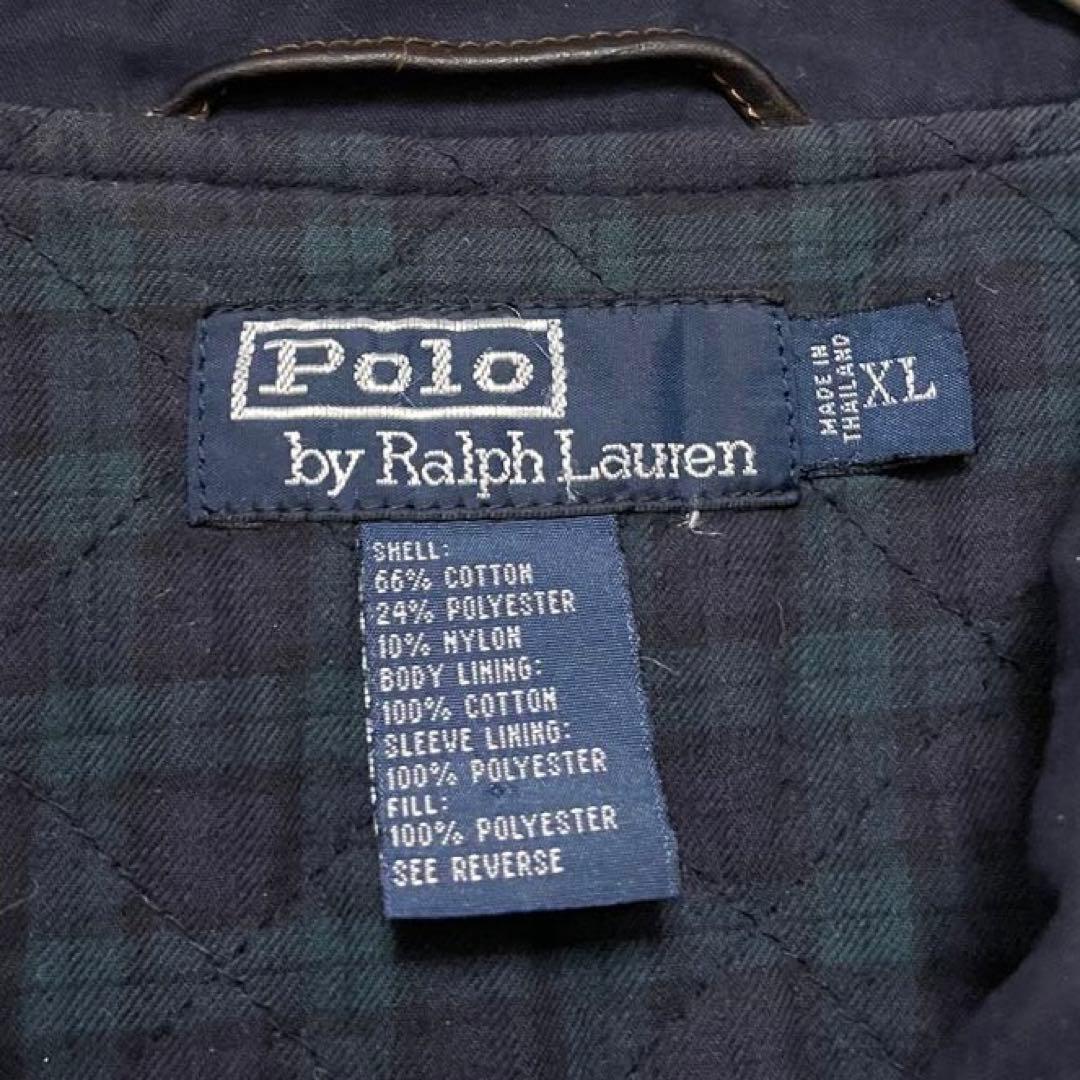 Polo
by Ralph Lauren
MADE IN
THAILAND
XL
SHELL:
66% COTTON
24% POLYESTER
10% NYLON
BODY LINING:
100% COTTON
SLEEVE LINING:
100% POLYESTER
FILL:
100% POLYESTER
SEE REVERSE